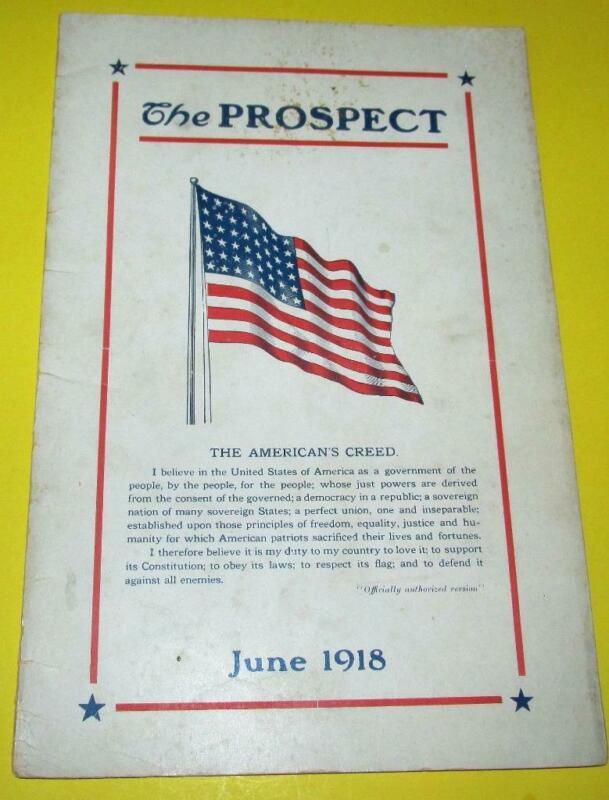 The PROSPECT
THE AMERICAN'S CREED.
I believe in the United States of America as a government of the
people, by the people, for the people; whose just powers are derived
from the consent of the governed; a democracy in a republic; a sovereign
nation of many sovereign States; a perfect union, one and inseparable;
established upon those principles of freedom, equality, justice and hu-
manity for which American patriots sacrificed their lives and fortunes.
I therefore believe it is my duty to my country to love it; to support
its Constitution; to obey its laws; to respect its flag; and to defend it
against all enemies.
"Officially authorized version"
June 1918